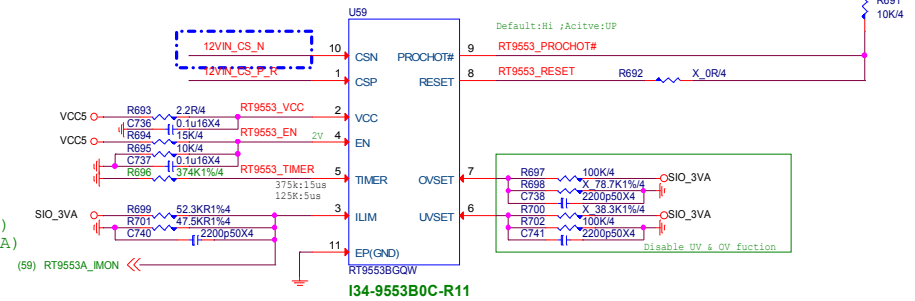 R691
10K/4
U59
Default:Hi ;Acitve:UP
12VIN_CS_N
10
CSN
PROCHOT#
9
RT9553_PROCHOT#
12VIN_CS_P_R
1
CSP
RESET
8
RT9553_RESET
R692
X_0R/4
VCC5
R693
2.2R/4
RT9553_VCC
2
VCC
C736
0.1u16X4
VCC5
R694
15K/4
RT9553_EN
2V
4
EN
R695
10K/4
C737
0.1u16X4
R696
374K1%/4
RT9553_TIMER
5
TIMER
OVSET
7
R697
100K/4
SIO_3VA
375k:15us
125K:5us
R698
X_78.7K1%/4
C738
2200p50X4
SIO_3VA
R699
52.3KR1%4
3
ILIM
UVSET
6
R700
X_38.3K1%/4
SIO_3VA
R701
47.5KR1%4
R702
100K/4
C740
2200p50X4
C741
2200p50X4
)
A)
Disable UV & OV fuction
11
EP(GND)
(59) RT9553A_IMON
RT9553BGQW
I34-9553B0C-R11